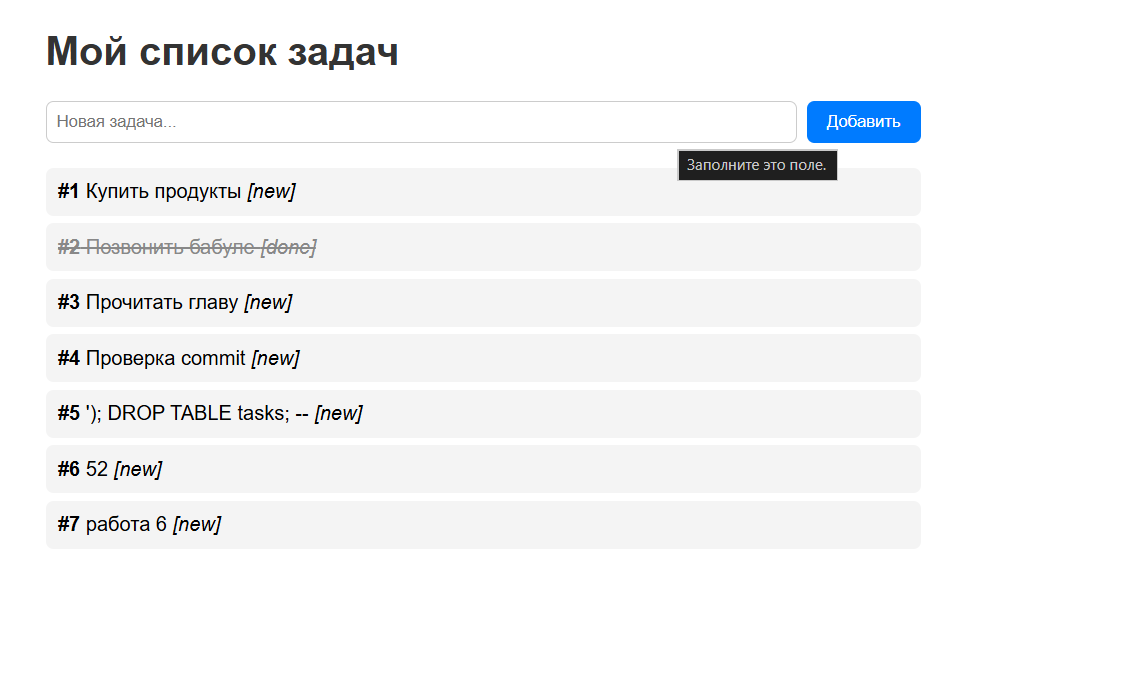 Мой список задач
Новая задача...
Добавить
Заполните это поле.
#1 Купить продукты [new]
#2 Позвонить бабуле [done]
#3 Прочитать главу [new]
#4 Проверка commit [new]
#5 '); DROP TABLE tasks; -- [new]
#6 52 [new]
#7 работа 6 [new]